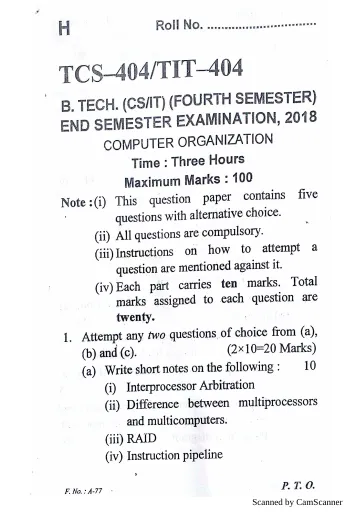 H Roll No. ..............................
TCS–404/TIT–404
B. TECH. (CS/IT) (FOURTH SEMESTER)
END SEMESTER EXAMINATION, 2018
COMPUTER ORGANIZATION
Time : Three Hours
Maximum Marks : 100
Note : (i) This question paper contains five
questions with alternative choice.
(ii) All questions are compulsory.
(iii) Instructions on how to attempt a
question are mentioned against it.
(iv) Each part carries ten marks. Total
marks assigned to each question are
twenty.
1. Attempt any two questions of choice from (a),
(b) and (c). (2×10=20 Marks)
(a) Write short notes on the following : 10
(i) Interprocessor Arbitration
(ii) Difference between multiprocessors
and multicomputers.
(iii) RAID
(iv) Instruction pipeline
F. No. : A-77 P. T. O.
Scanned by CamScanner